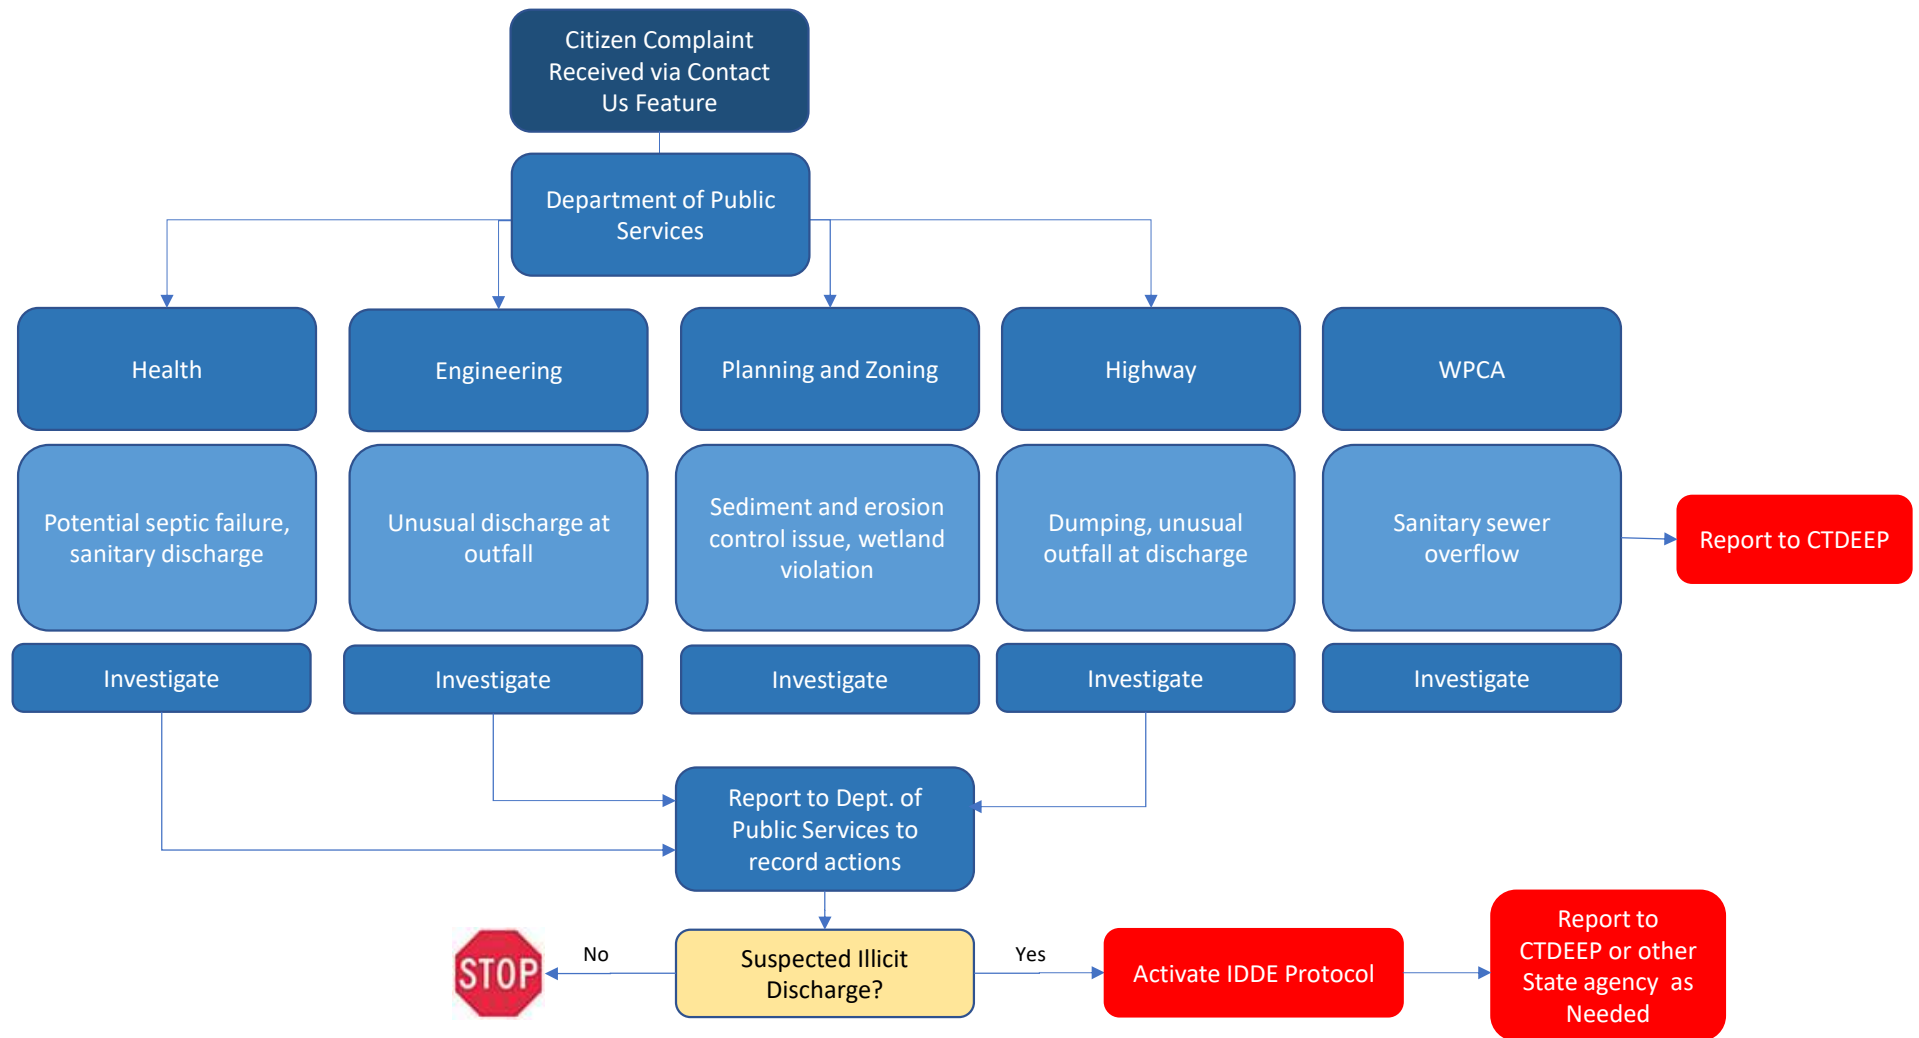 Citizen Complaint
Received via Contact
Us Feature
Department of Public
Services
Health
Engineering
Planning and Zoning
Highway
WPCA
Potential septic failure,
sanitary discharge
Unusual discharge at
outfall
Sediment and erosion
control issue, wetland
violation
Dumping, unusual
outfall at discharge
Sanitary sewer
overflow
Report to CTDEEP
Investigate
Investigate
Investigate
Investigate
Investigate
Report to Dept. of
Public Services to
record actions
STOP
No
Suspected Illicit
Discharge?
Yes
Activate IDDE Protocol
Report to
CTDEEP or other
State agency as
Needed